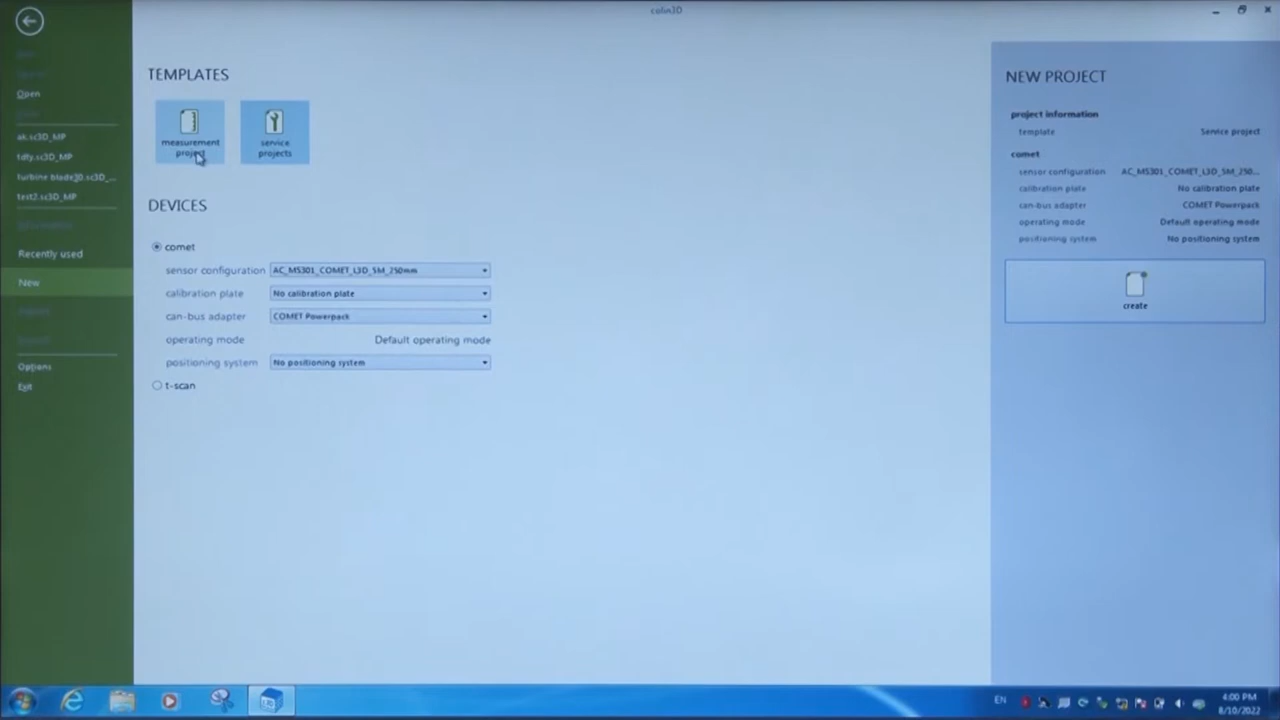 colin3D
Open
ak.sc3D_MP
fdfy.sc3D_MP
turbine blade30.sc3D_...
test2.sc3D_MP
Recently used
New
Options
Exit
TEMPLATES
measurement
project
service
projects
DEVICES
comet
sensor configuration AC_MS301_COMET_L3D_5M_250mm
calibration plate No calibration plate
can-bus adapter COMET Powerpack
operating mode Default operating mode
positioning system No positioning system
t-scan
NEW PROJECT
project information
template Service project
comet
sensor configuration AC_MS301_COMET_L3D_5M_250...
calibration plate No calibration plate
can-bus adapter COMET Powerpack
operating mode Default operating mode
positioning system No positioning system
create
EN
4:00 PM
8/10/2022